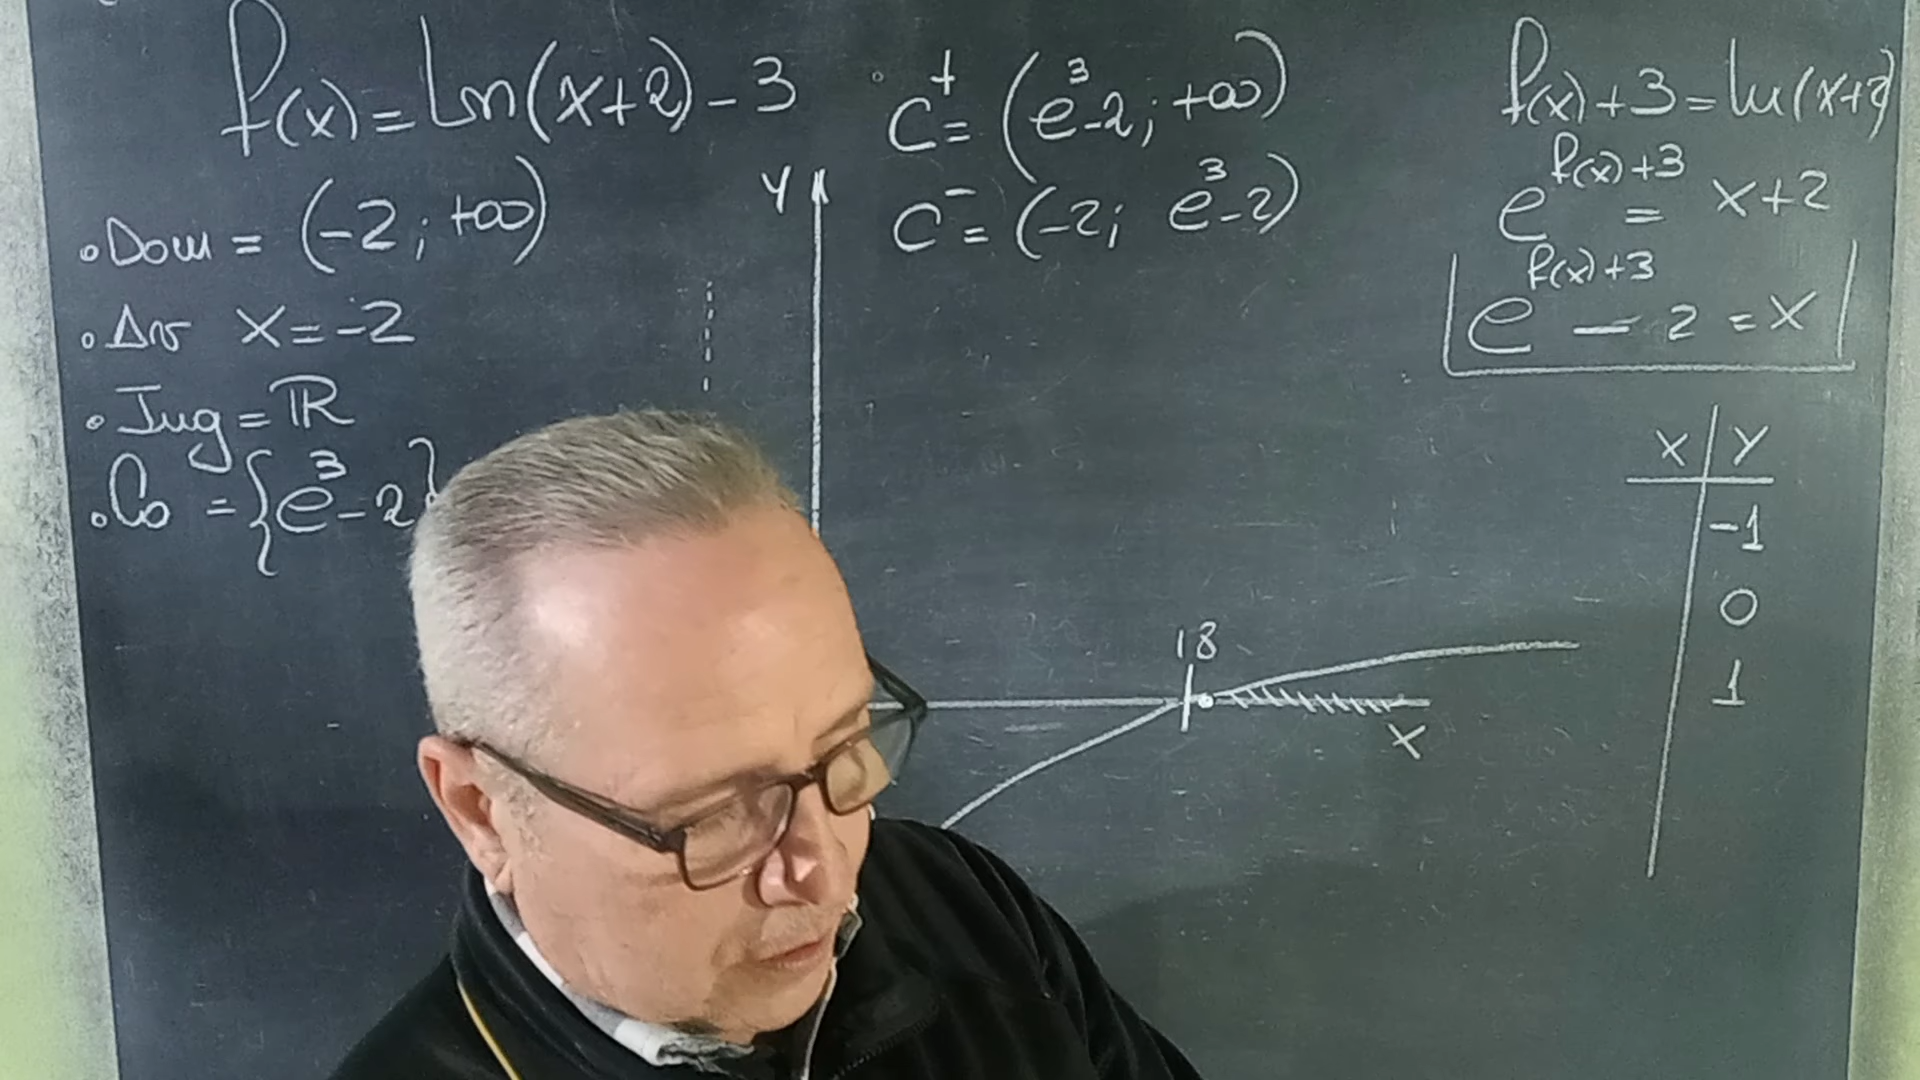 f(x) = ln(x+2) - 3
• Dom = (-2; +∞)
• Av x = -2
• Img = ℝ
• Co = {e³-2}
• C⁺ = (e³-2; +∞)
C⁻ = (-2; e³-2)
f(x)+3 = ln(x+2)
e^(f(x)+3) = x+2
e^(f(x)+3) - 2 = x
x | y
-1
0
1
y
18
x